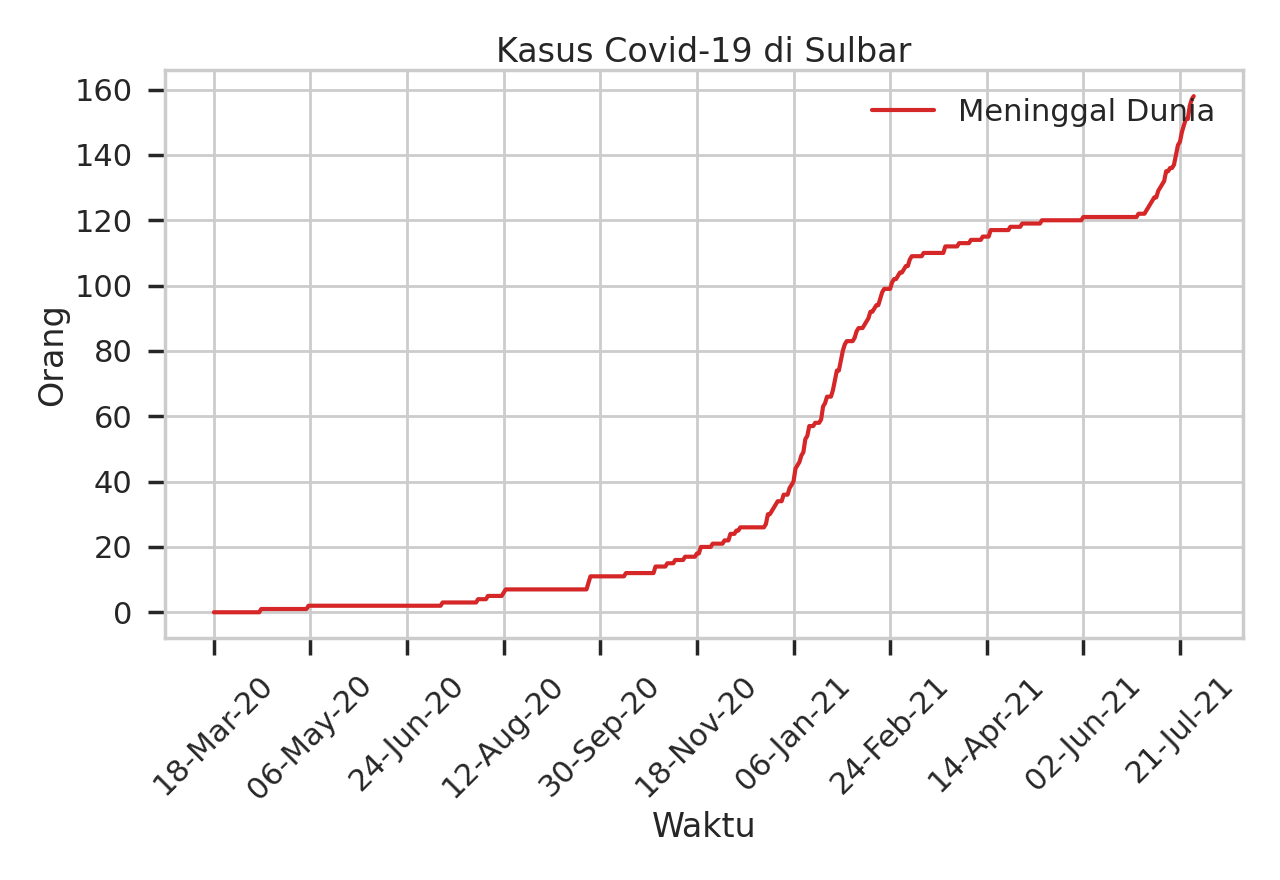 Kasus Covid-19 di Sulbar
Meninggal Dunia
160
140
120
100
80
60
40
20
0
Orang
18-Mar-20
06-May-20
24-Jun-20
12-Aug-20
30-Sep-20
18-Nov-20
06-Jan-21
24-Feb-21
14-Apr-21
02-Jun-21
21-Jul-21
Waktu